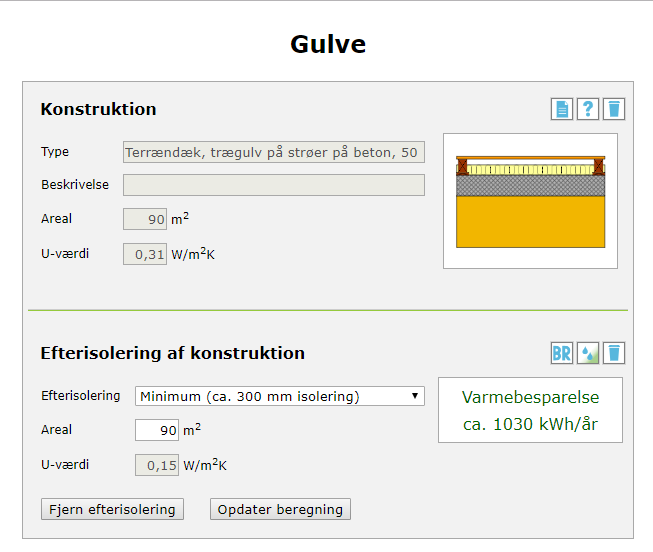 Gulve
Konstruktion
?
Type Terrændæk, trægulv på strøer på beton, 50
Beskrivelse
Areal 90 m²
U-værdi 0,31 W/m²K
Efterisolering af konstruktion
BR
Efterisolering Minimum (ca. 300 mm isolering)
Varmebesparelse
ca. 1030 kWh/år
Areal 90 m²
U-værdi 0,15 W/m²K
Fjern efterisolering Opdater beregning